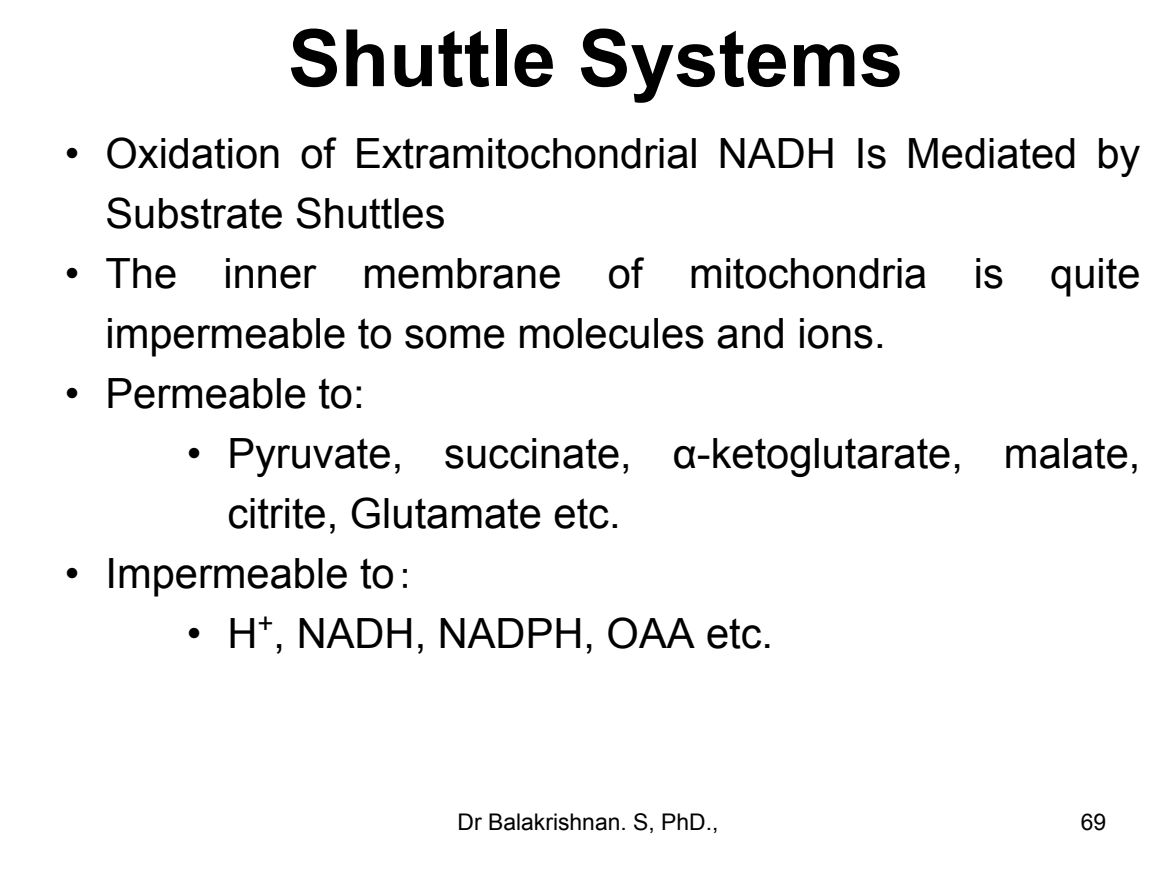 Shuttle Systems
• Oxidation of Extramitochondrial NADH Is Mediated by
Substrate Shuttles
• The inner membrane of mitochondria is quite
impermeable to some molecules and ions.
• Permeable to:
• Pyruvate, succinate, α-ketoglutarate, malate,
citrite, Glutamate etc.
• Impermeable to:
• H⁺, NADH, NADPH, OAA etc.
Dr Balakrishnan. S, PhD., 69